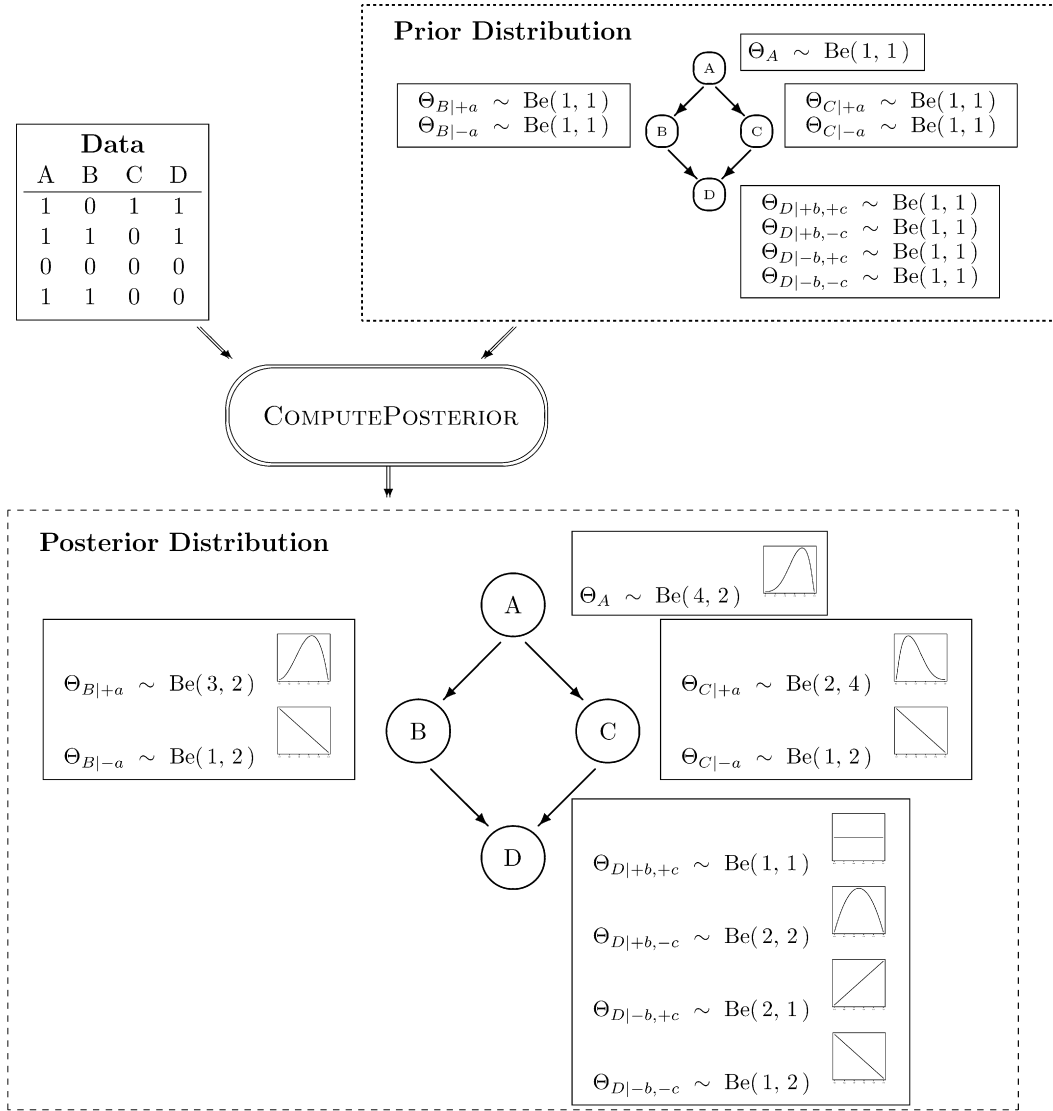 Prior Distribution
Θ_A ∼ Be( 1, 1 )
A
Θ_{B|+a} ∼ Be( 1, 1 )
Θ_{B|−a} ∼ Be( 1, 1 )
B
C
Θ_{C|+a} ∼ Be( 1, 1 )
Θ_{C|−a} ∼ Be( 1, 1 )
D
Θ_{D|+b,+c} ∼ Be( 1, 1 )
Θ_{D|+b,−c} ∼ Be( 1, 1 )
Θ_{D|−b,+c} ∼ Be( 1, 1 )
Θ_{D|−b,−c} ∼ Be( 1, 1 )
Data
A B C D
1 0 1 1
1 1 0 1
0 0 0 0
1 1 0 0
COMPUTEPOSTERIOR
Posterior Distribution
Θ_A ∼ Be( 4, 2 )
A
Θ_{B|+a} ∼ Be( 3, 2 )
Θ_{B|−a} ∼ Be( 1, 2 )
B
C
Θ_{C|+a} ∼ Be( 2, 4 )
Θ_{C|−a} ∼ Be( 1, 2 )
D
Θ_{D|+b,+c} ∼ Be( 1, 1 )
Θ_{D|+b,−c} ∼ Be( 2, 2 )
Θ_{D|−b,+c} ∼ Be( 2, 1 )
Θ_{D|−b,−c} ∼ Be( 1, 2 )